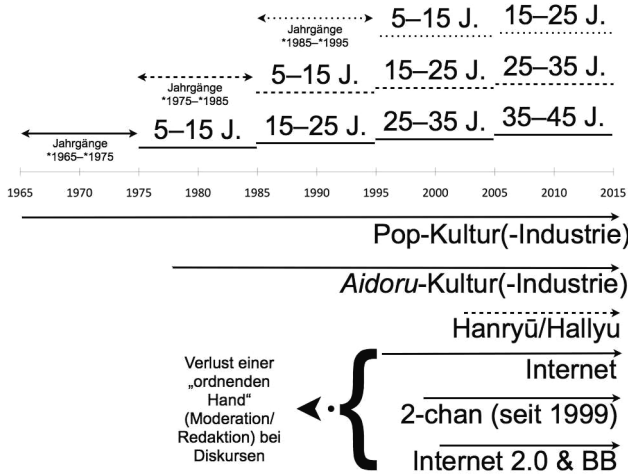 5–15 J. 15–25 J.
Jahrgänge
*1985–*1995
5–15 J. 15–25 J. 25–35 J.
Jahrgänge
*1975–*1985
5–15 J. 15–25 J. 25–35 J. 35–45 J.
Jahrgänge
*1965–*1975
1965 1970 1975 1980 1985 1990 1995 2000 2005 2010 2015
Pop-Kultur(-Industrie)
Aidoru-Kultur(-Industrie)
Hanryū/Hallyu
Internet
2-chan (seit 1999)
Internet 2.0 & BB
Verlust einer
„ordnenden
Hand“
(Moderation/
Redaktion) bei
Diskursen